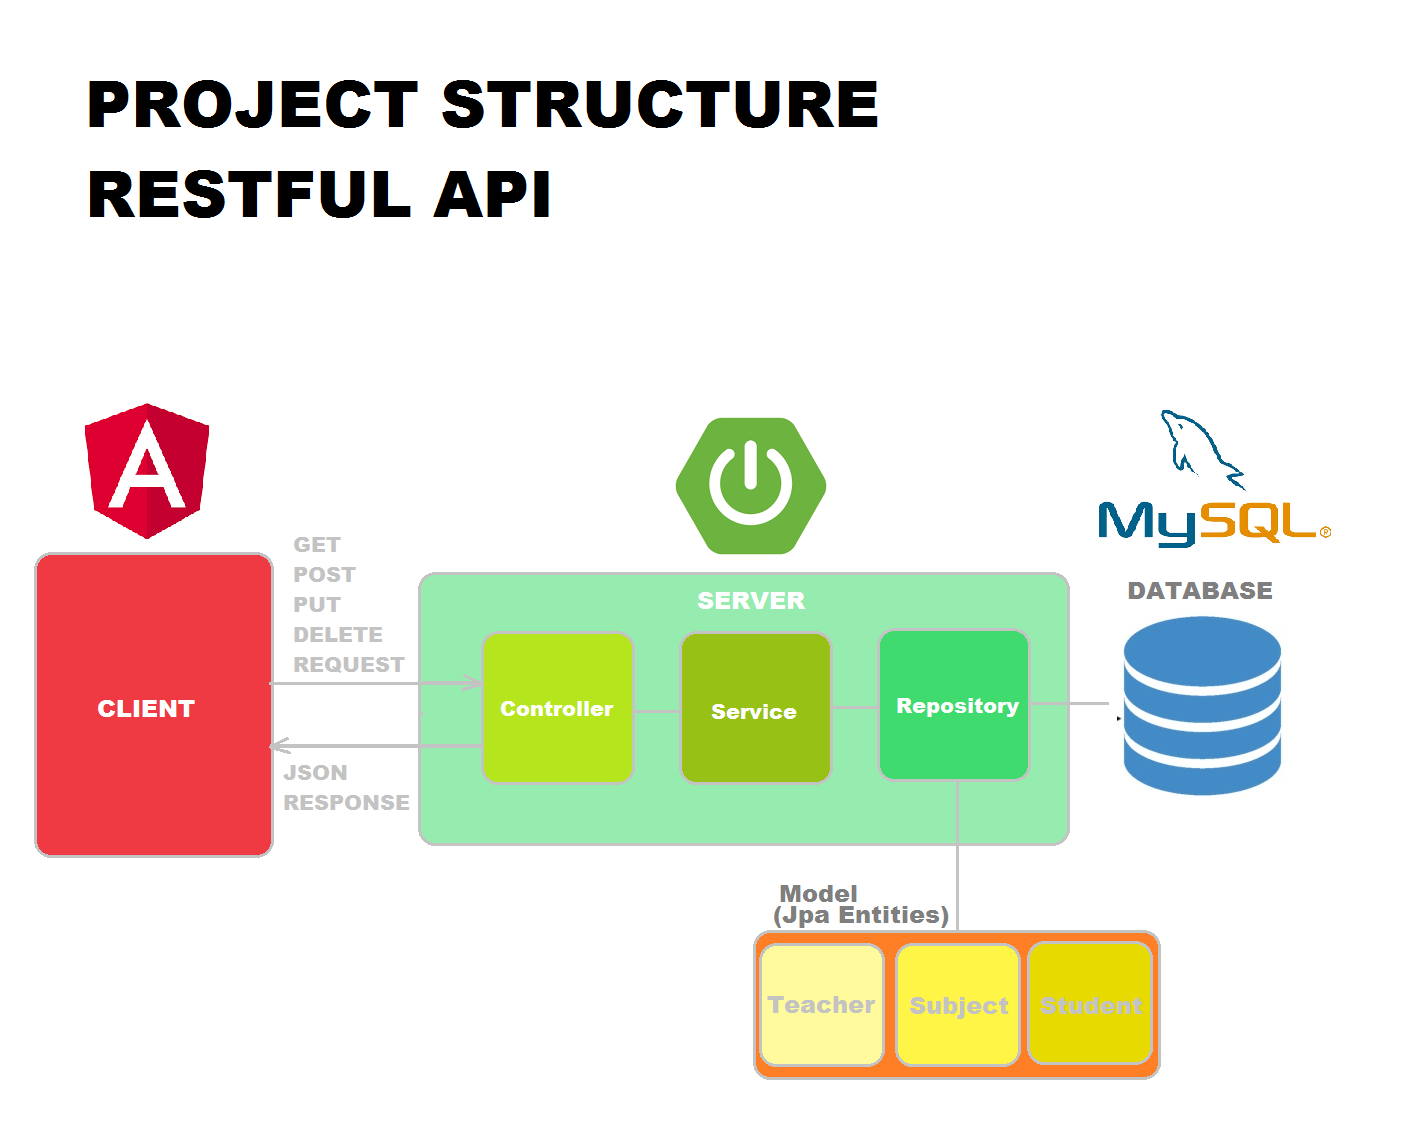 PROJECT STRUCTURE
RESTFUL API
A
MySQL®
GET
POST
PUT
DELETE
REQUEST
DATABASE
SERVER
CLIENT
Controller
Service
Repository
JSON
RESPONSE
Model
(Jpa Entities)
Teacher
Subject
Student